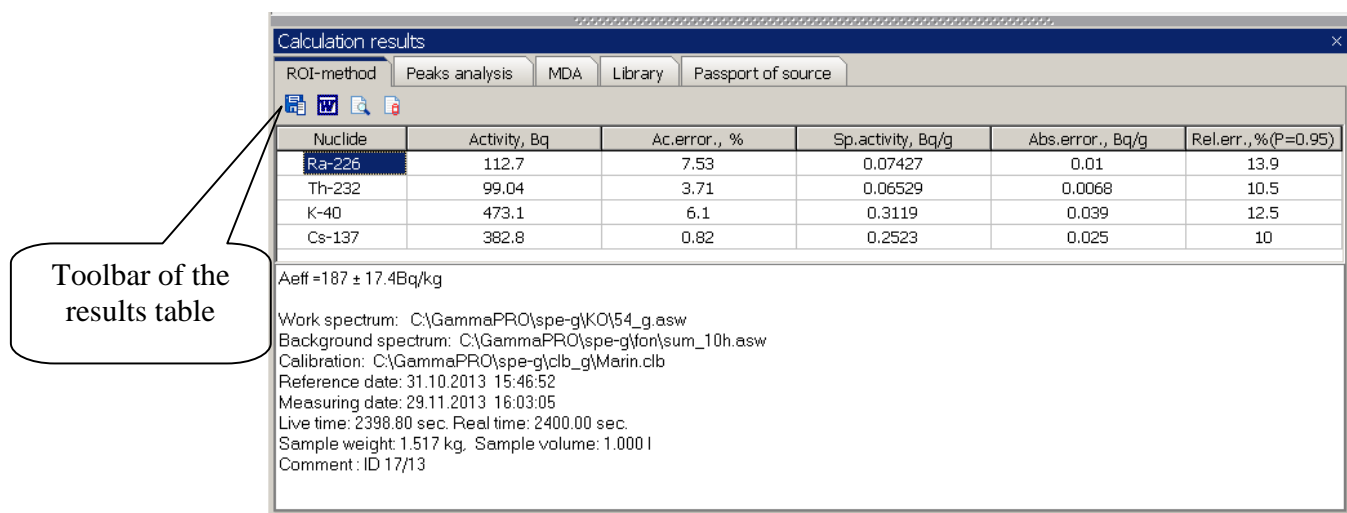 Calculation results
ROI-method Peaks analysis MDA Library Passport of source
Nuclide Activity, Bq Ac.error., % Sp.activity, Bq/g Abs.error., Bq/g Rel.err.,%(P=0.95)
Ra-226 112.7 7.53 0.07427 0.01 13.9
Th-232 99.04 3.71 0.06529 0.0068 10.5
K-40 473.1 6.1 0.3119 0.039 12.5
Cs-137 382.8 0.82 0.2523 0.025 10
Toolbar of the
results table
Aeff =187 ± 17.4Bq/kg
Work spectrum: C:\GammaPRO\spe-g\KO\54_g.asw
Background spectrum: C:\GammaPRO\spe-g\fon\sum_10h.asw
Calibration: C:\GammaPRO\spe-g\clb_g\Marin.clb
Reference date: 31.10.2013 15:46:52
Measuring date: 29.11.2013 16:03:05
Live time: 2398.80 sec. Real time: 2400.00 sec.
Sample weight: 1.517 kg, Sample volume: 1.000 l
Comment : ID 17/13